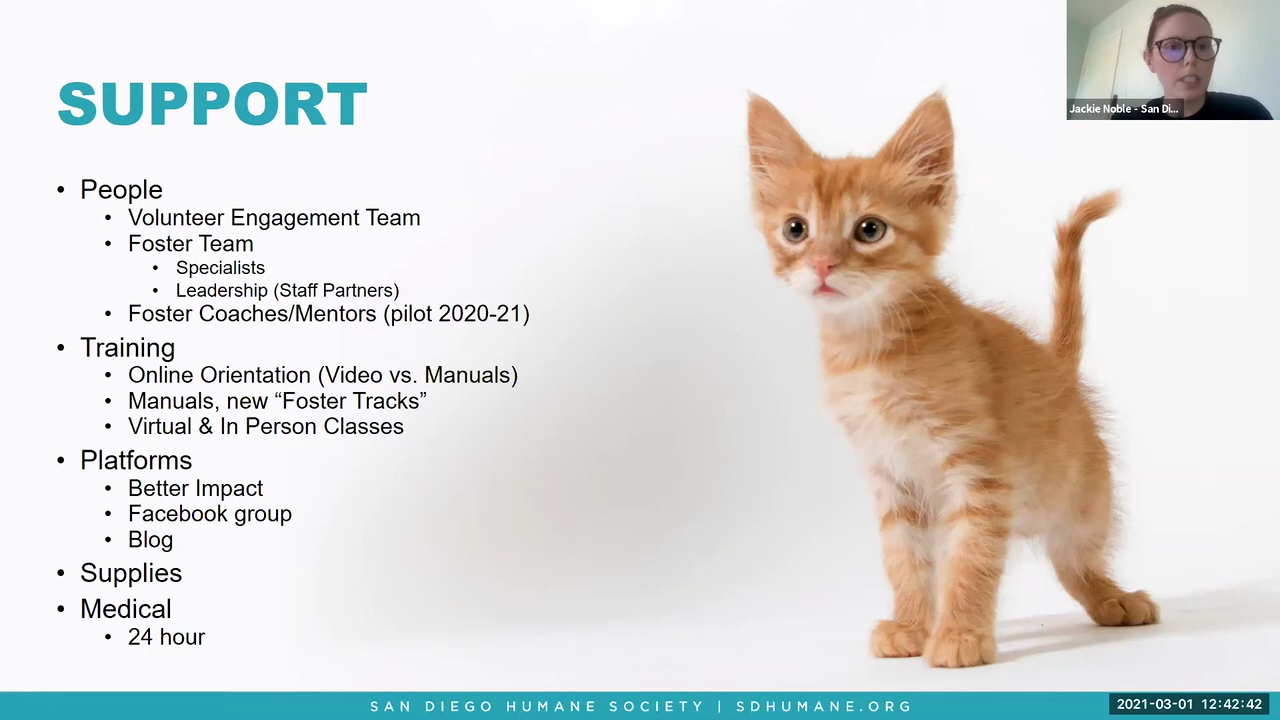 SUPPORT
• People
• Volunteer Engagement Team
• Foster Team
• Specialists
• Leadership (Staff Partners)
• Foster Coaches/Mentors (pilot 2020-21)
• Training
• Online Orientation (Video vs. Manuals)
• Manuals, new “Foster Tracks”
• Virtual & In Person Classes
• Platforms
• Better Impact
• Facebook group
• Blog
• Supplies
• Medical
• 24 hour
Jackie Noble - San Di...
SAN DIEGO HUMANE SOCIETY | SDHUMANE.ORG
2021-03-01 12:42:42